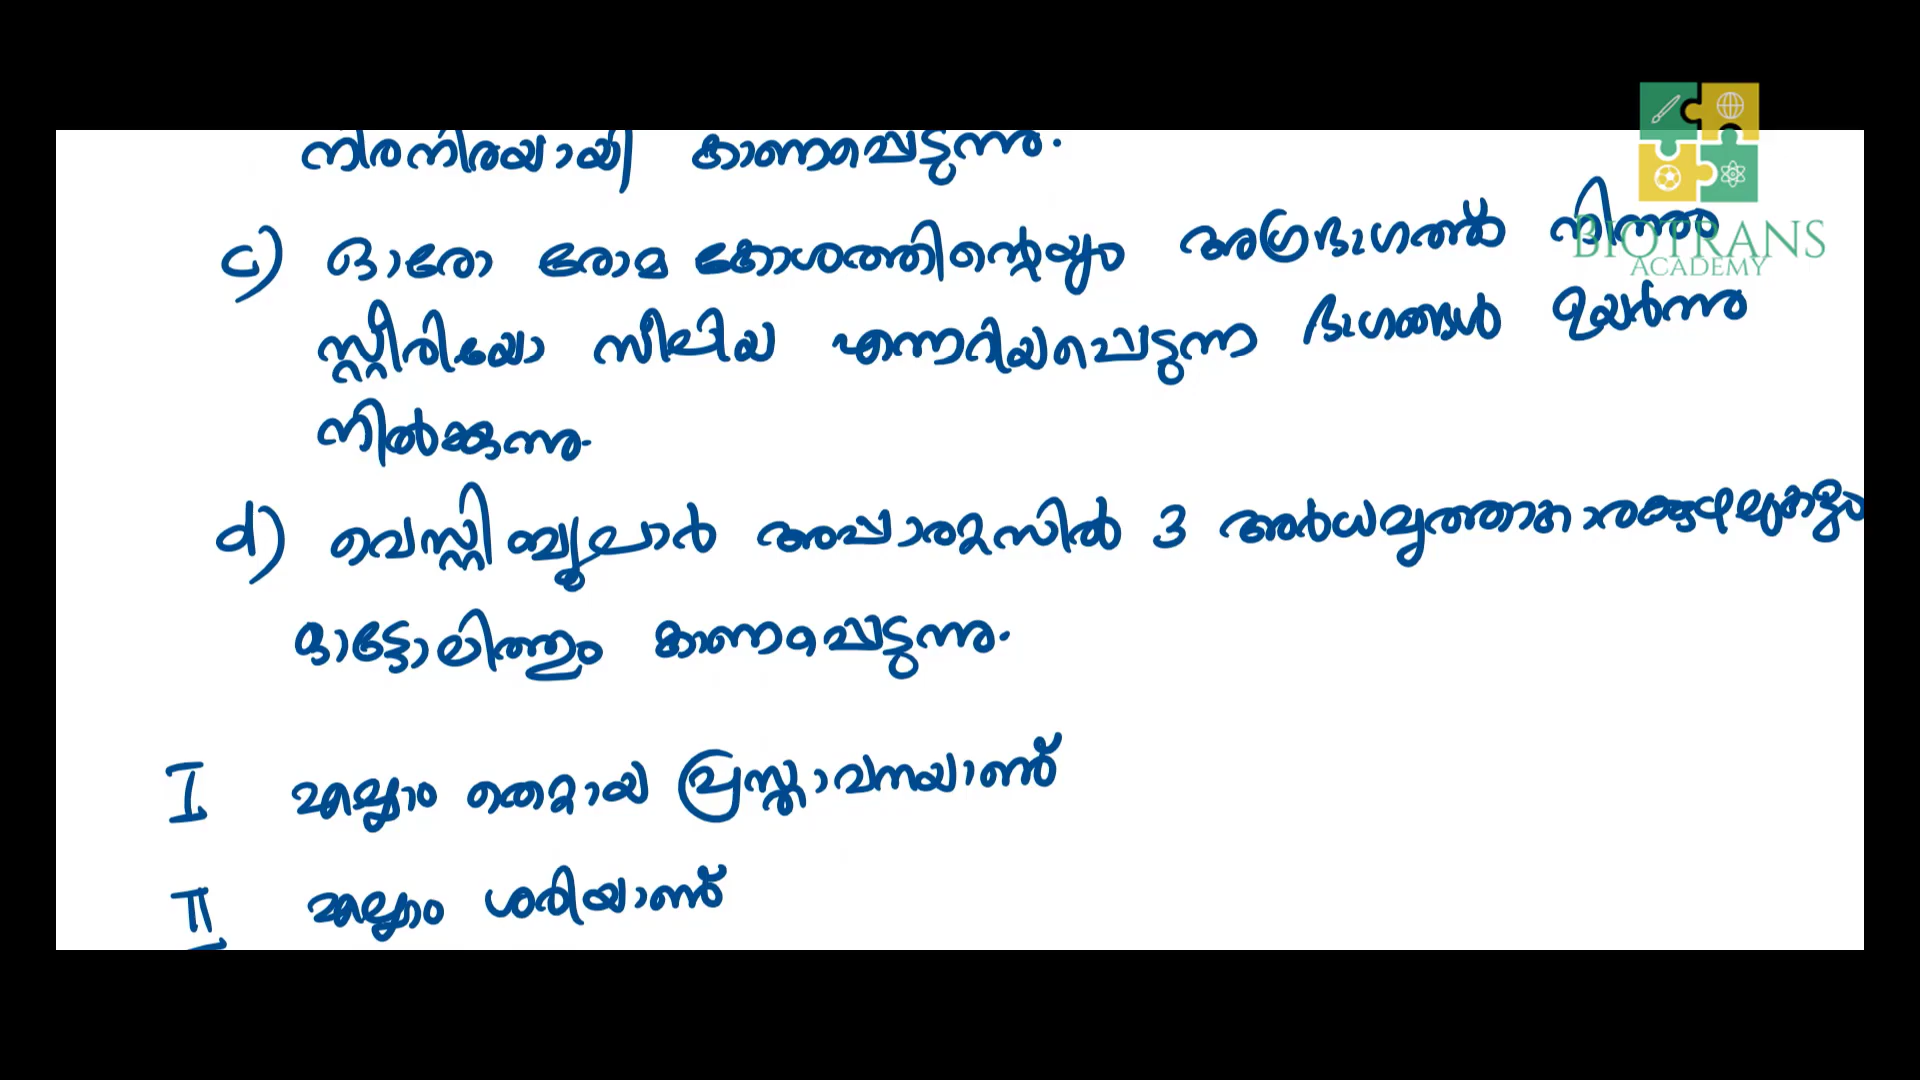 നിരനിരയായി കാണപ്പെടുന്നു.
c) ഓരോ രോമ കോശത്തിന്റെയും അഗ്രഭാഗത്ത് നിന്നും
സ്റ്റീരിയോ സീലിയ എന്നറിയപ്പെടുന്ന ഭാഗങ്ങൾ ഉയർന്നു
നിൽക്കുന്നു.
d) വെസ്റ്റിബ്യൂലാർ അപ്പാരറ്റസിൽ 3 അർധവൃത്താകാരക്കുഴലുകളും
ഓട്ടോലിത്തും കാണപ്പെടുന്നു.
I എല്ലാം തെറ്റായ പ്രസ്താവനയാണ്
II എല്ലാം ശരിയാണ്
BIOTRANS
ACADEMY